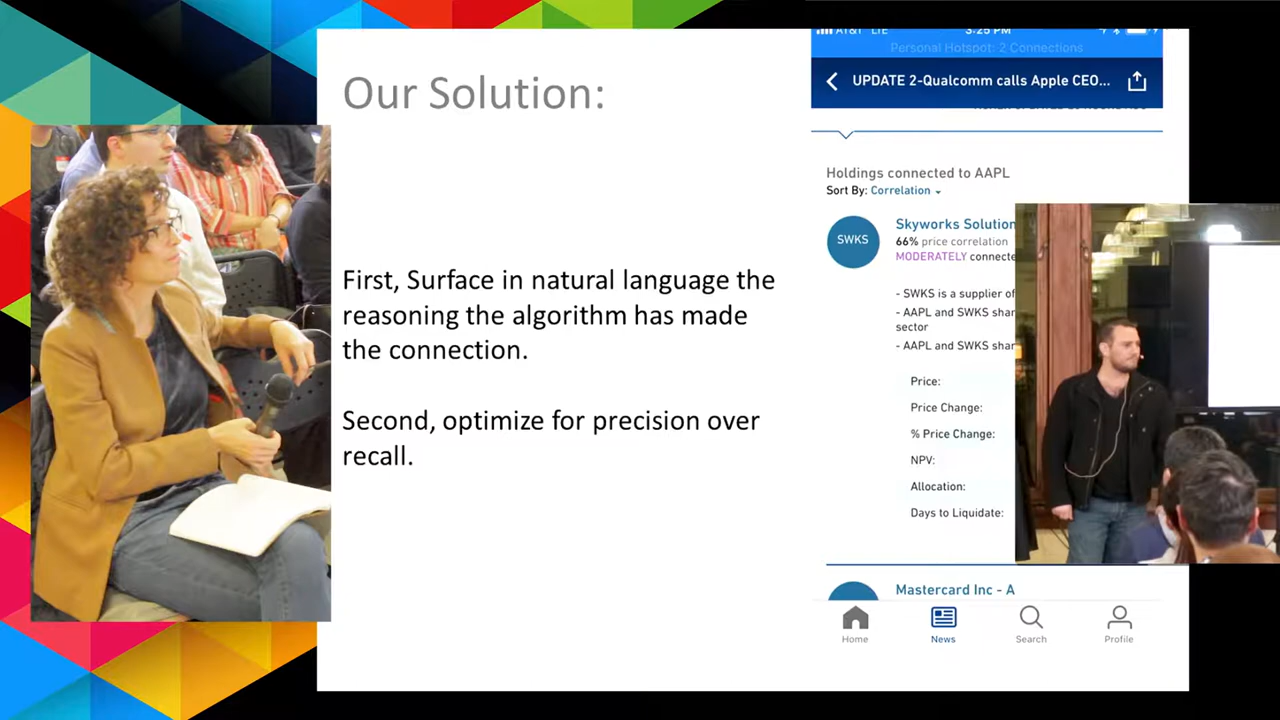 Our Solution:
First, Surface in natural language the
reasoning the algorithm has made
the connection.
Second, optimize for precision over
recall.
3:25 PM
Personal Hotspot: 2 Connections
UPDATE 2-Qualcomm calls Apple CEO...
Holdings connected to AAPL
Sort By: Correlation
SWKS
Skyworks Solution
66% price correlation
MODERATELY connecte
- SWKS is a supplier of
- AAPL and SWKS shar
sector
- AAPL and SWKS shar
Price:
Price Change:
% Price Change:
NPV:
Allocation:
Days to Liquidate:
Mastercard Inc - A
Home
News
Search
Profile